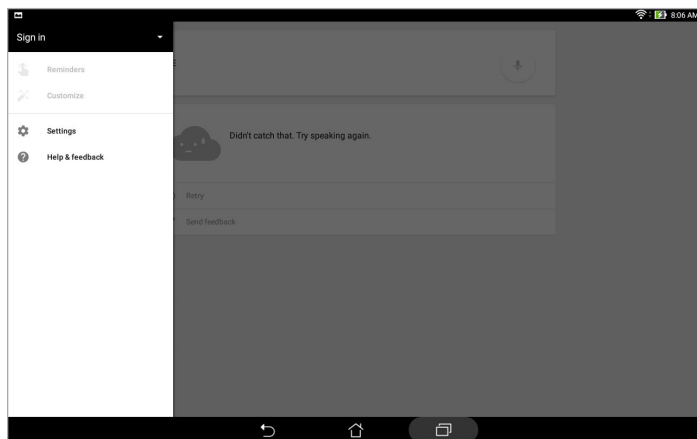 8:06 AM
Sign in
Reminders
Customize
Settings
Help & feedback
Didn't catch that. Try speaking again.
Retry
Send feedback